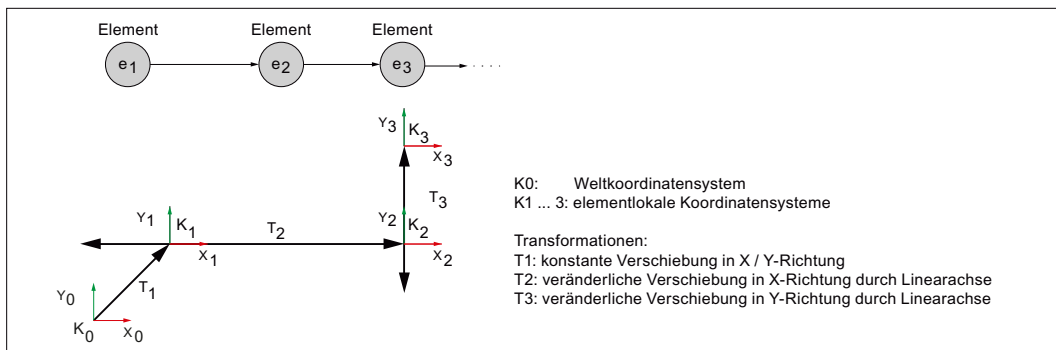 Element Element Element
e1 e2 e3
Y3 K3
X3
T3
Y1 K1 T2 Y2 K2
X1 X2
T1
Y0
K0 X0
K0: Weltkoordinatensystem
K1 ... 3: elementlokale Koordinatensysteme
Transformationen:
T1: konstante Verschiebung in X / Y-Richtung
T2: veränderliche Verschiebung in X-Richtung durch Linearachse
T3: veränderliche Verschiebung in Y-Richtung durch Linearachse